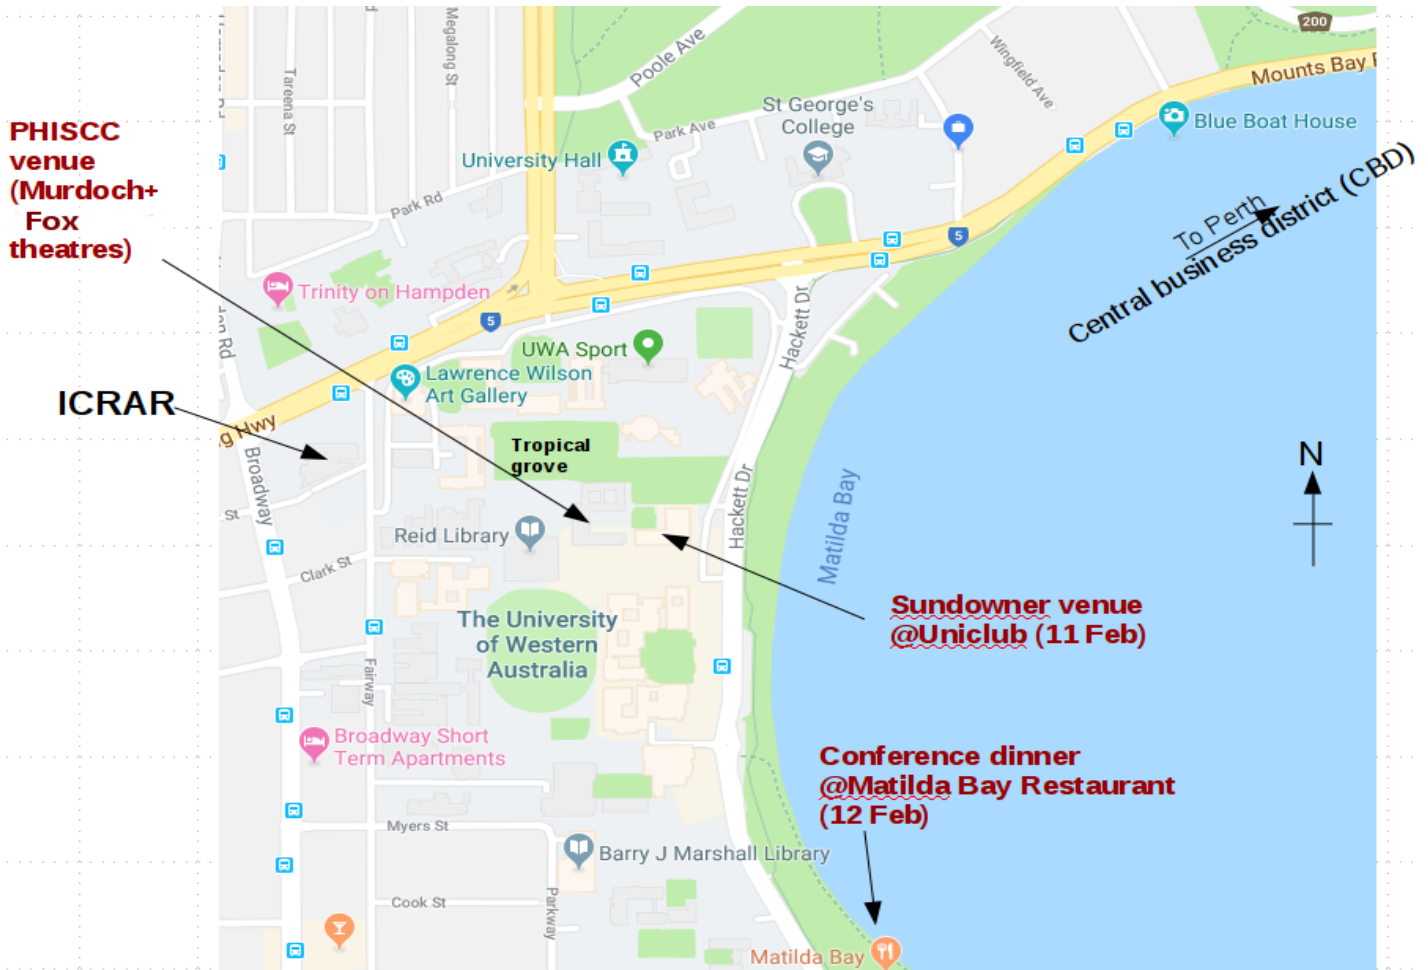 200
Mounts Bay R
Megalong St
Tareena St
Poole Ave
Wingfield Ave
St George's
College
Park Ave
Blue Boat House
PHISCC
venue
(Murdoch+
Fox
theatres)
University Hall
Park Rd
To Perth
Central business district (CBD)
5
Trinity on Hampden
5
Hackett Dr
UWA Sport
Lawrence Wilson
Art Gallery
ICRAR
g Hwy
Broadway
Tropical
grove
N
St
Hackett Dr
Matilda Bay
Reid Library
Clark St
Sundowner venue
@Uniclub (11 Feb)
The University
of Western
Australia
Fairway
Broadway Short
Term Apartments
Conference dinner
@Matilda Bay Restaurant
(12 Feb)
Myers St
Barry J Marshall Library
Cook St
Parkway
Matilda Bay